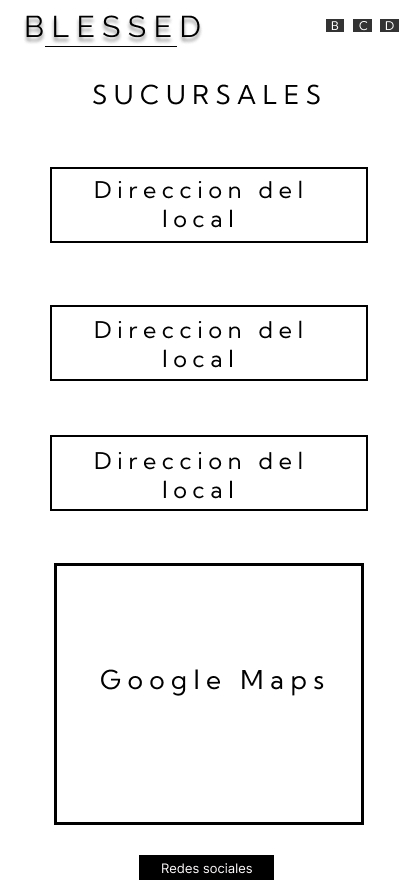 BLESSED
B C D
SUCURSALES
Direccion del
local
Direccion del
local
Direccion del
local
Google Maps
Redes sociales